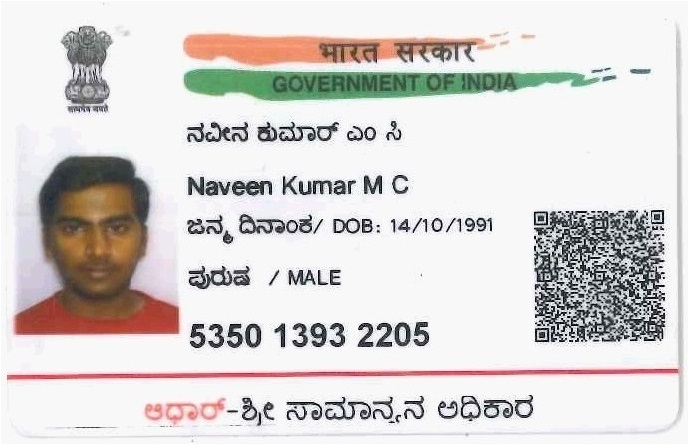 भारत सरकार
GOVERNMENT OF INDIA
सत्यमेव जयते
ನವೀನ ಕುಮಾರ್ ಎಂ ಸಿ
Naveen Kumar M C
ಜನ್ಮ ದಿನಾಂಕ/ DOB: 14/10/1991
ಪುರುಷ / MALE
5350 1393 2205
ಆಧಾರ್-ಶ್ರೀ ಸಾಮಾನ್ಯನ ಅಧಿಕಾರ